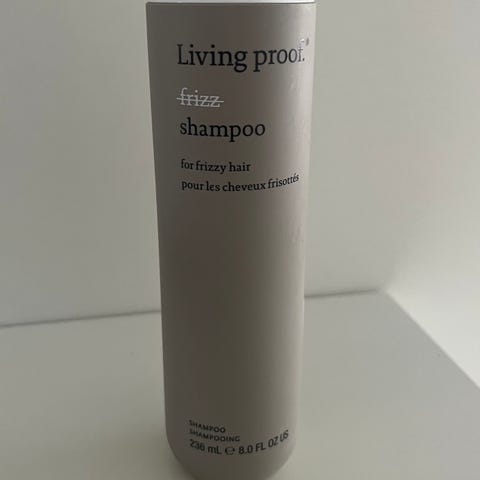 Living proof.®
frizz
shampoo
for frizzy hair
pour les cheveux frisottés
SHAMPOO
SHAMPOOING
236 mL ℮ 8.0 FL OZ US